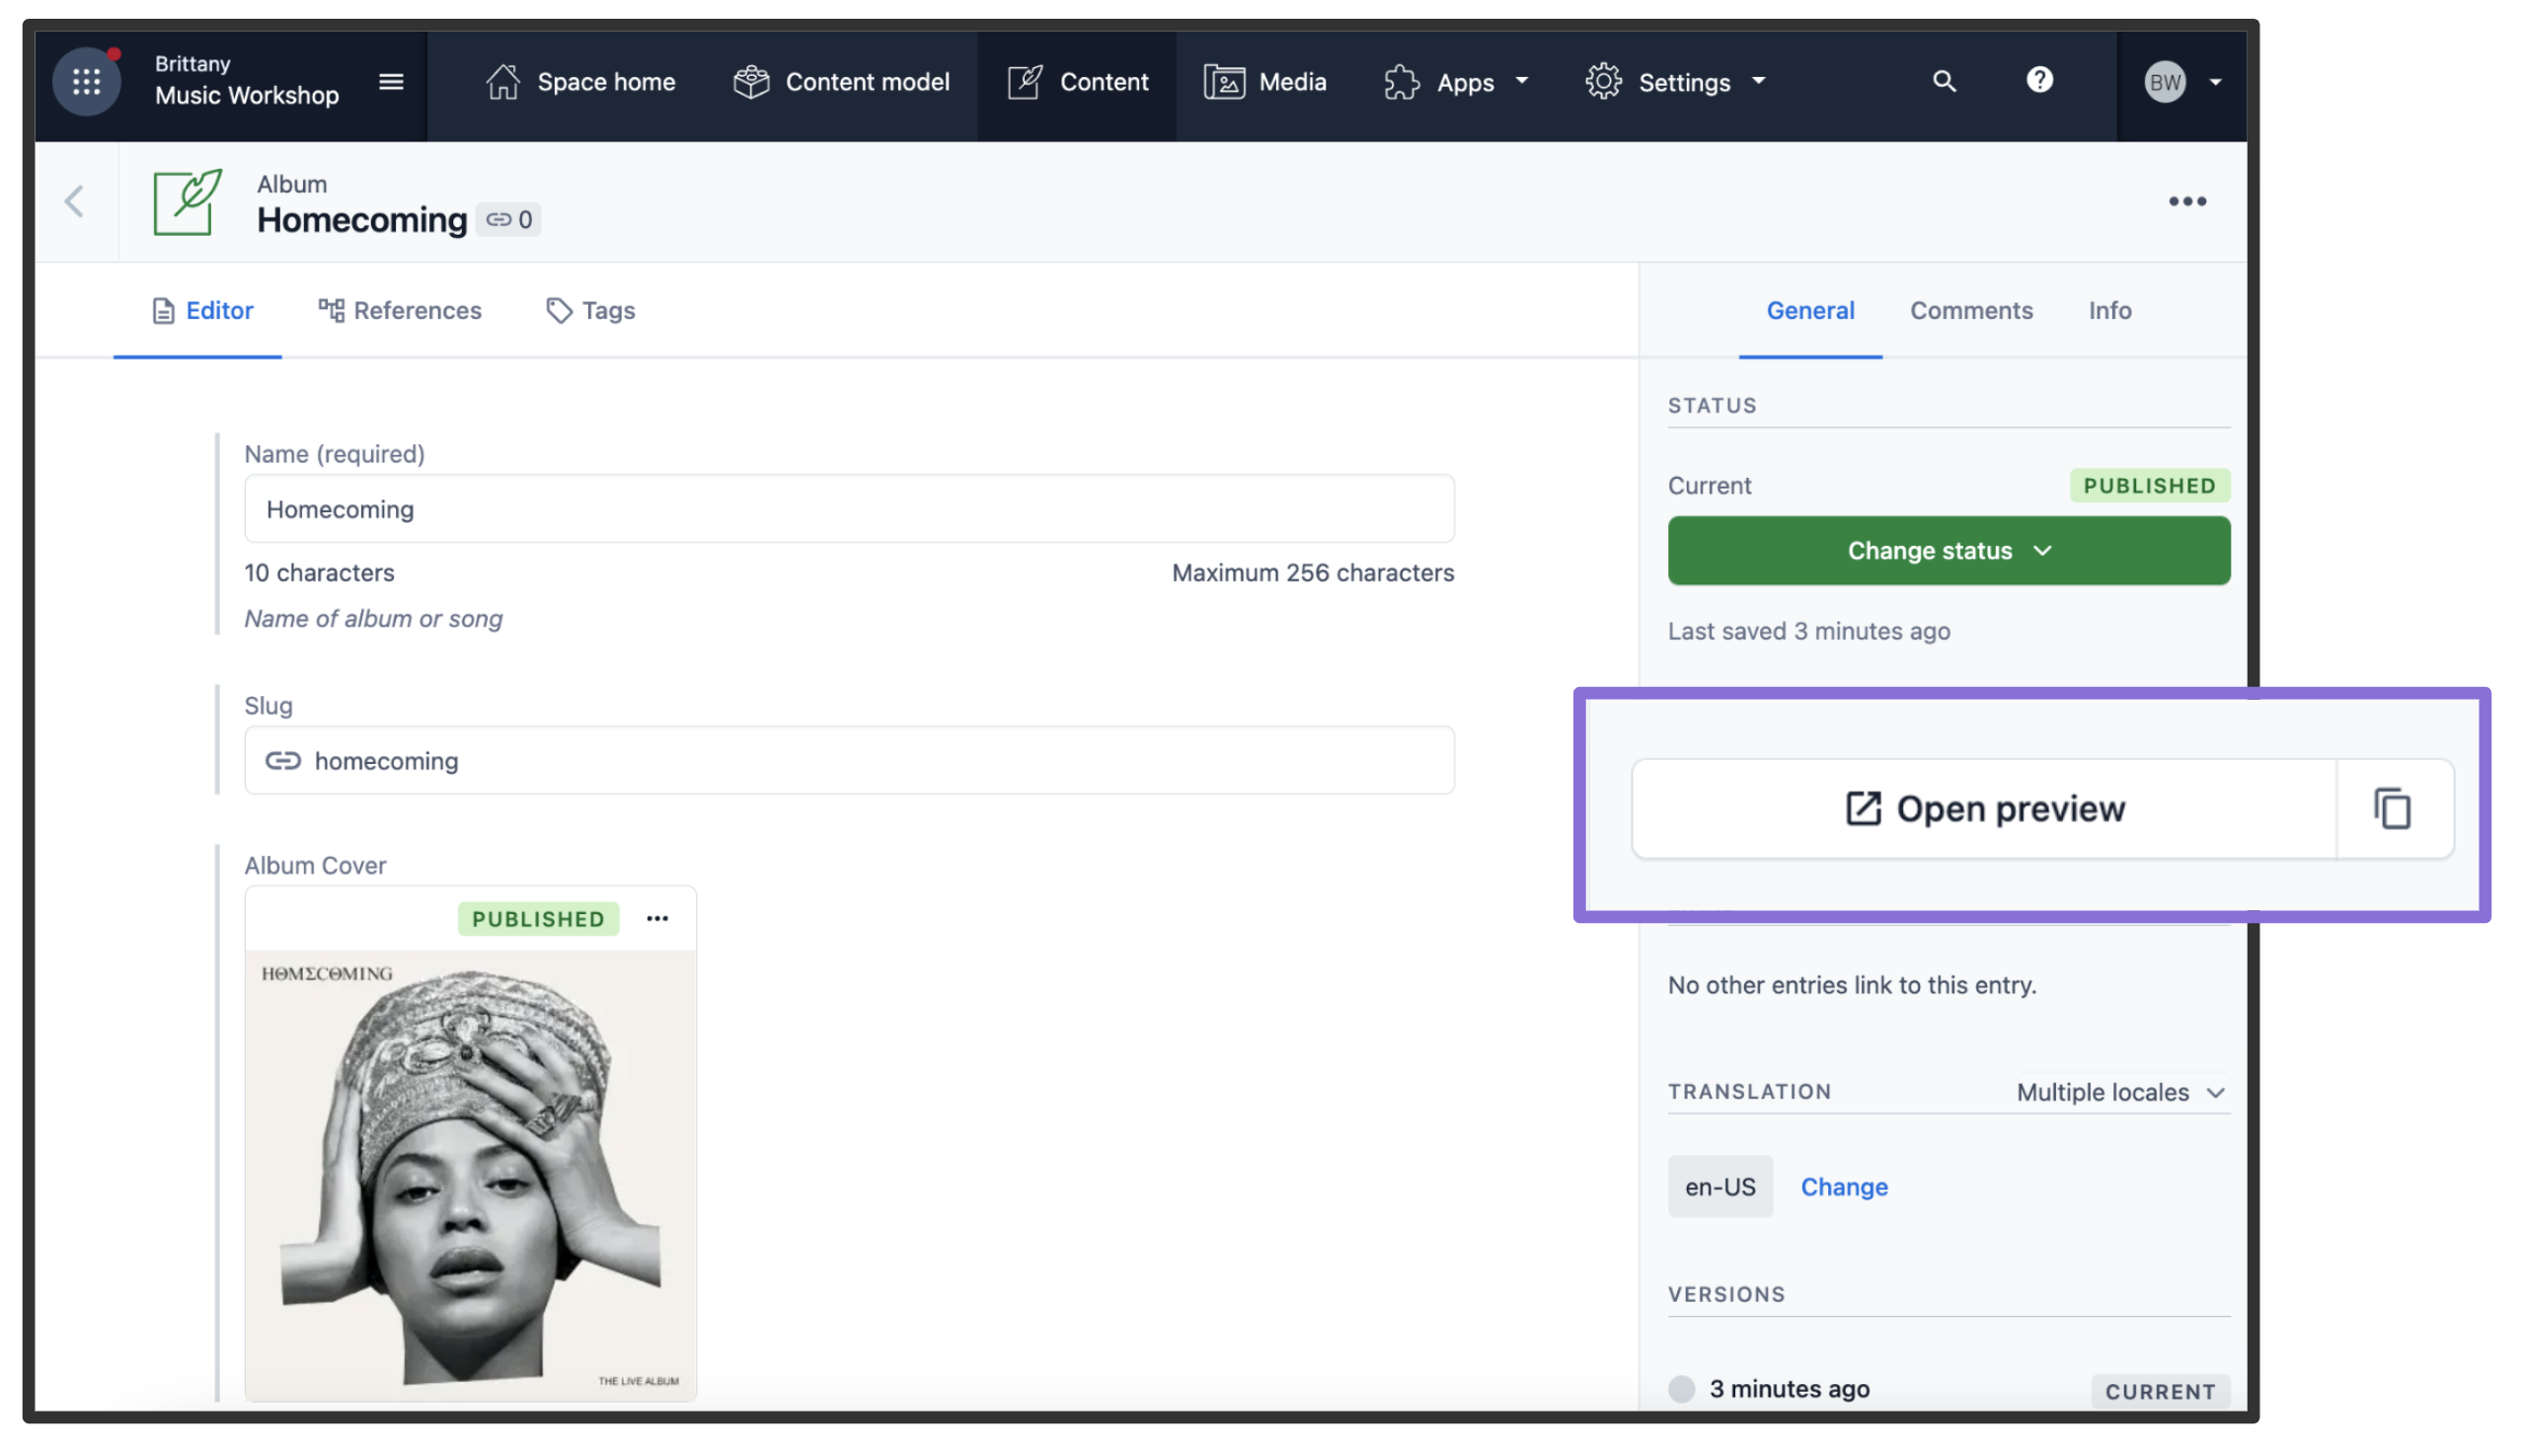 Brittany
Music Workshop
Space home
Content model
Content
Media
Apps
Settings
?
BW
Album
Homecoming
0
Editor
References
Tags
General
Comments
Info
Name (required)
Homecoming
10 characters
Maximum 256 characters
Name of album or song
Slug
homecoming
Album Cover
PUBLISHED
HΘMΣCΘMING
THE LIVE ALBUM
STATUS
Current
PUBLISHED
Change status
Last saved 3 minutes ago
Open preview
No other entries link to this entry.
TRANSLATION
Multiple locales
en-US
Change
VERSIONS
3 minutes ago
CURRENT